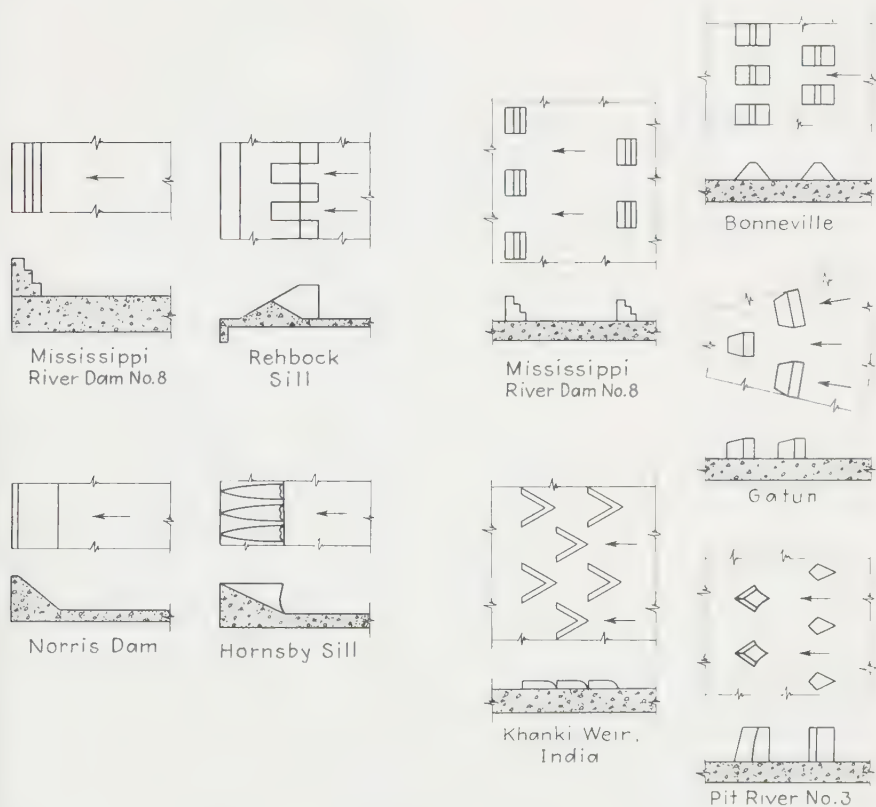 Mississippi
River Dam No.8
Rehbock
Sill
Norris Dam
Hornsby Sill
Mississippi
River Dam No.8
Khanki Weir,
India
Bonneville
Gatun
Pit River No.3